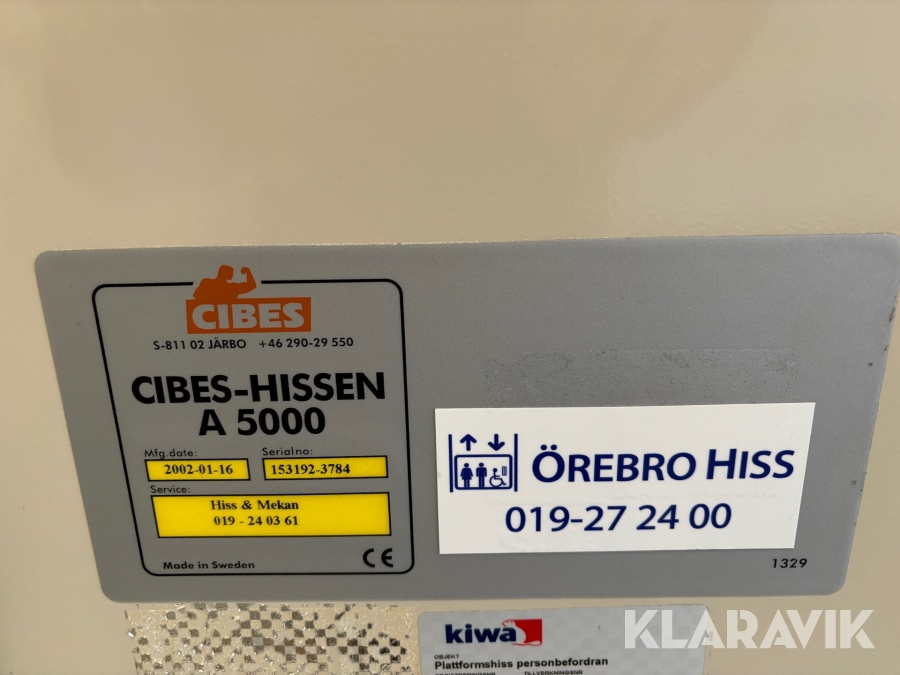 CIBES
S-811 02 JÄRBO +46 290-29 550
CIBES-HISSEN
A 5000
Mfg.date: Serialno:
2002-01-16 153192-3784
Service:
Hiss & Mekan
019 - 24 03 61
Made in Sweden CE
ÖREBRO HISS
019-27 24 00
1329
kiwa
OBJEKT
Plattformshiss personbefordran
TILLVERKNINGSNR
KLARAVIK